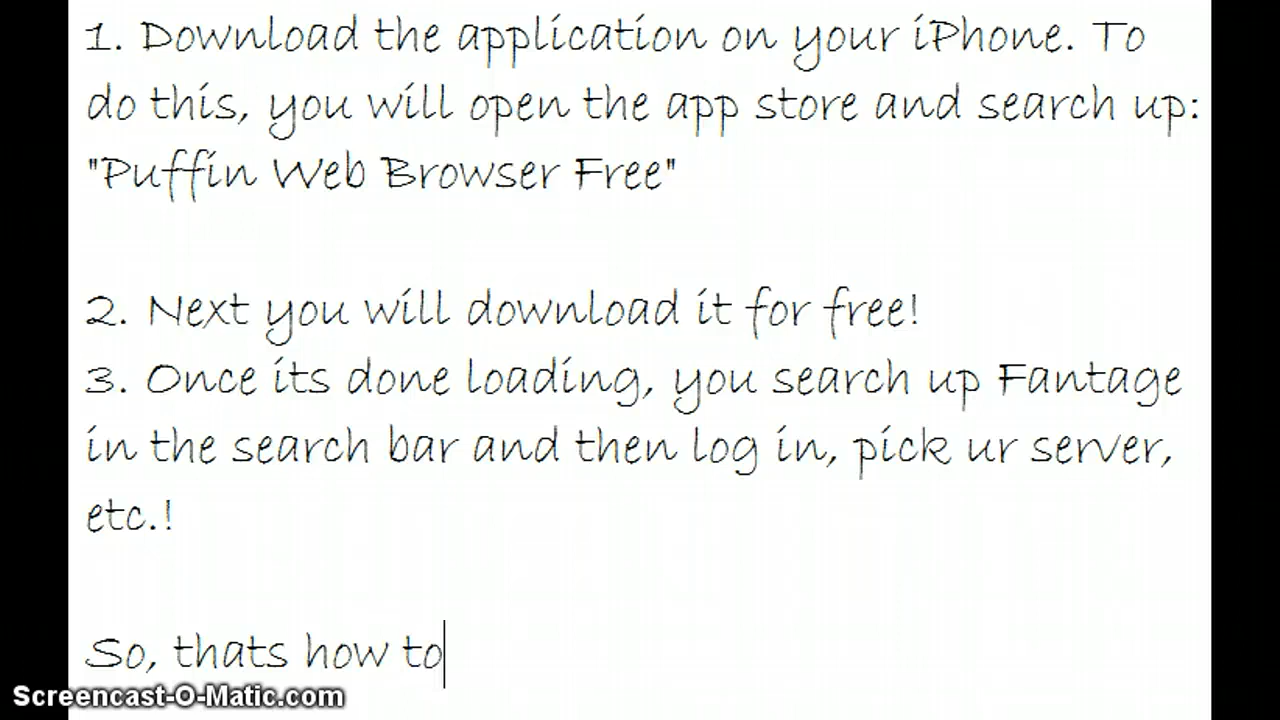 1. Download the application on your iPhone. To
do this, you will open the app store and search up:
"Puffin Web Browser Free"
2. Next you will download it for free!
3. Once its done loading, you search up Fantage
in the search bar and then log in, pick ur server,
etc.!
So, thats how to
Screencast-O-Matic.com